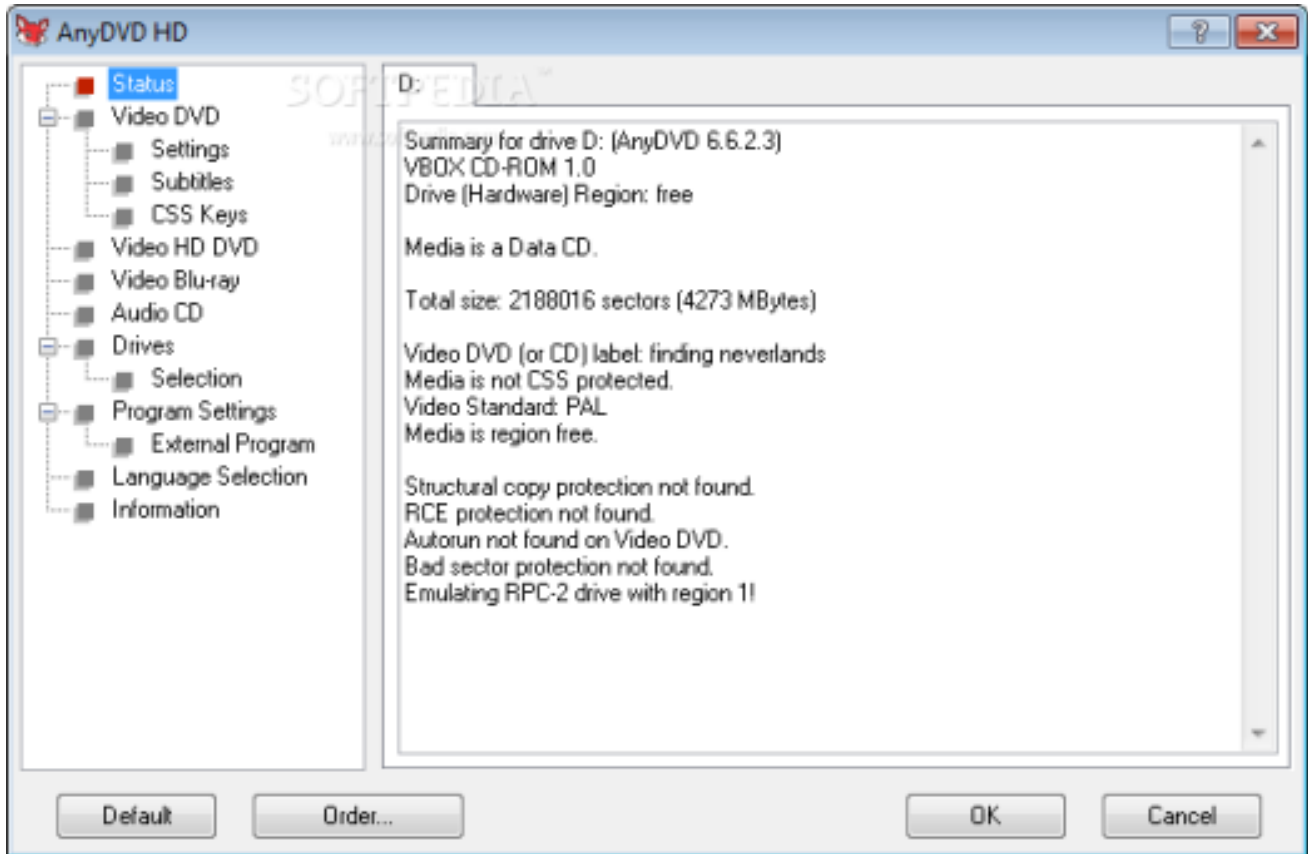 AnyDVD HD
Status
Video DVD
Settings
Subtitles
CSS Keys
Video HD DVD
Video Blu-ray
Audio CD
Drives
Selection
Program Settings
External Program
Language Selection
Information
SOFTPEDIA
D:
Summary for drive D: (AnyDVD 6.6.2.3)
VBOX CD-ROM 1.0
Drive (Hardware) Region: free
Media is a Data CD.
Total size: 2188016 sectors (4273 MBytes)
Video DVD (or CD) label: finding neverlands
Media is not CSS protected.
Video Standard: PAL
Media is region free.
Structural copy protection not found.
RCE protection not found.
Autorun not found on Video DVD.
Bad sector protection not found.
Emulating RPC-2 drive with region 1!
Default
Order...
OK
Cancel